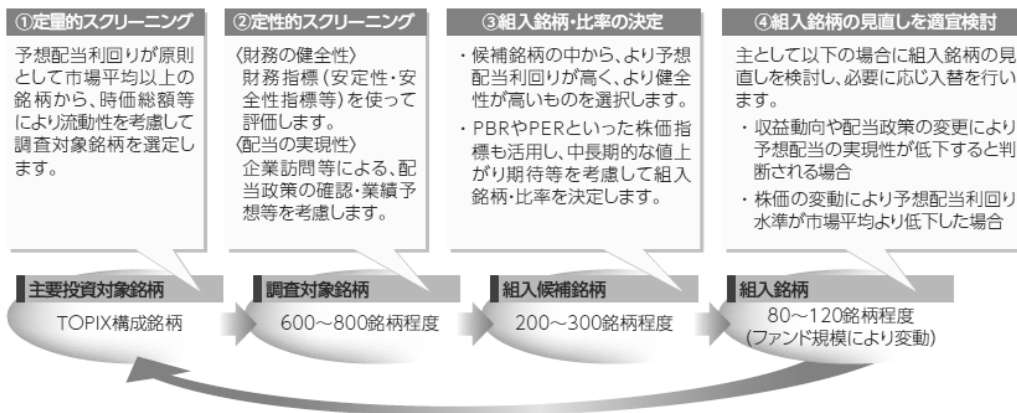 ①定量的スクリーニング
予想配当利回りが原則
として市場平均以上の
銘柄から、時価総額等
により流動性を考慮して
調査対象銘柄を選定し
ます。
②定性的スクリーニング
〈財務の健全性〉
財務指標(安定性・安
全性指標等)を使って
評価します。
〈配当の実現性〉
企業訪問等による、配
当政策の確認・業績予
想等を考慮します。
③組入銘柄・比率の決定
・候補銘柄の中から、より予想
配当利回りが高く、より健全
性が高いものを選択します。
・PBRやPERといった株価指
標も活用し、中長期的な値上
がり期待等を考慮して組入
銘柄・比率を決定します。
④組入銘柄の見直しを適宜検討
主として以下の場合に組入銘柄の見
直しを検討し、必要に応じ入替を行い
ます。
・収益動向や配当政策の変更により
予想配当の実現性が低下すると判
断される場合
・株価の変動により予想配当利回り
水準が市場平均より低下した場合
主要投資対象銘柄
TOPIX構成銘柄
調査対象銘柄
600～800銘柄程度
組入候補銘柄
200～300銘柄程度
組入銘柄
80～120銘柄程度
(ファンド規模により変動)